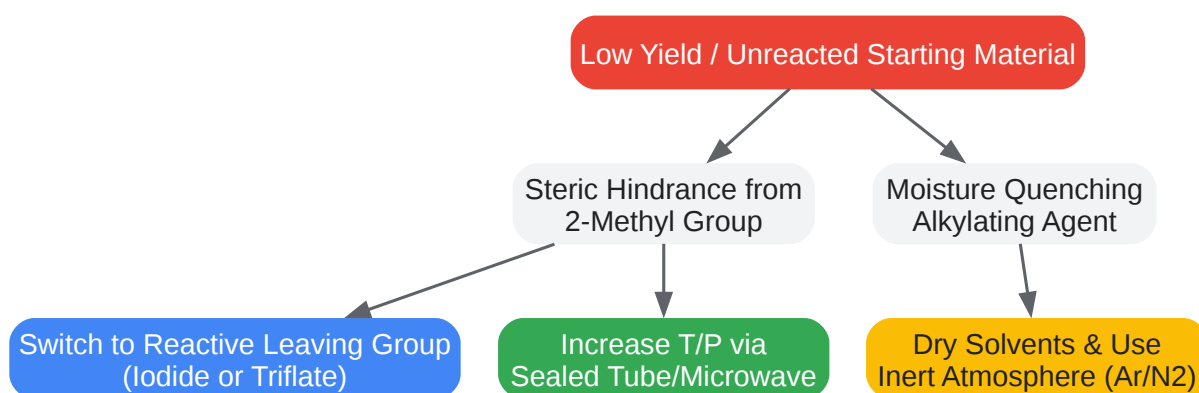 Low Yield / Unreacted Starting Material
Steric Hindrance from
2-Methyl Group
Moisture Quenching
Alkylating Agent
Switch to Reactive Leaving Group
(Iodide or Triflate)
Increase T/P via
Sealed Tube/Microwave
Dry Solvents & Use
Inert Atmosphere (Ar/N2)